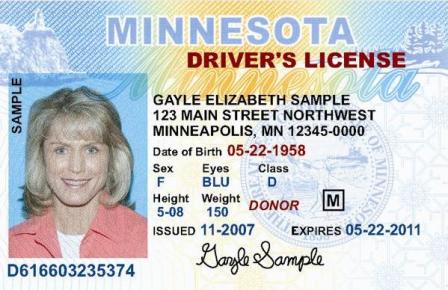 MINNESOTA
DRIVER'S LICENSE
Minnesota
SAMPLE
GAYLE ELIZABETH SAMPLE
123 MAIN STREET NORTHWEST
MINNEAPOLIS, MN 12345-0000
Date of Birth 05-22-1958
Sex Eyes Class
F BLU D
Height Weight
5-08 150 DONOR M
ISSUED 11-2007 EXPIRES 05-22-2011
Gayle Sample
D616603235374